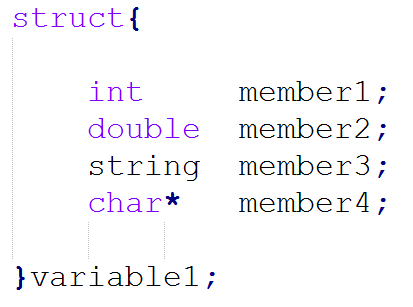 struct{
int member1;
double member2;
string member3;
char* member4;
}variable1;